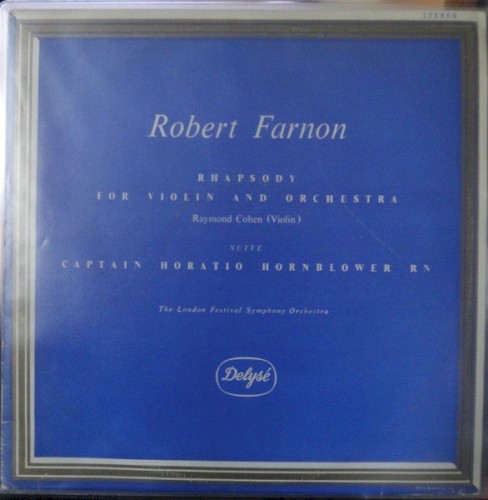 STEREO
Robert Farnon
RHAPSODY
FOR VIOLIN AND ORCHESTRA
Raymond Cohen (Violin)
SUITE
CAPTAIN HORATIO HORNBLOWER RN
The London Festival Symphony Orchestra
Delysé